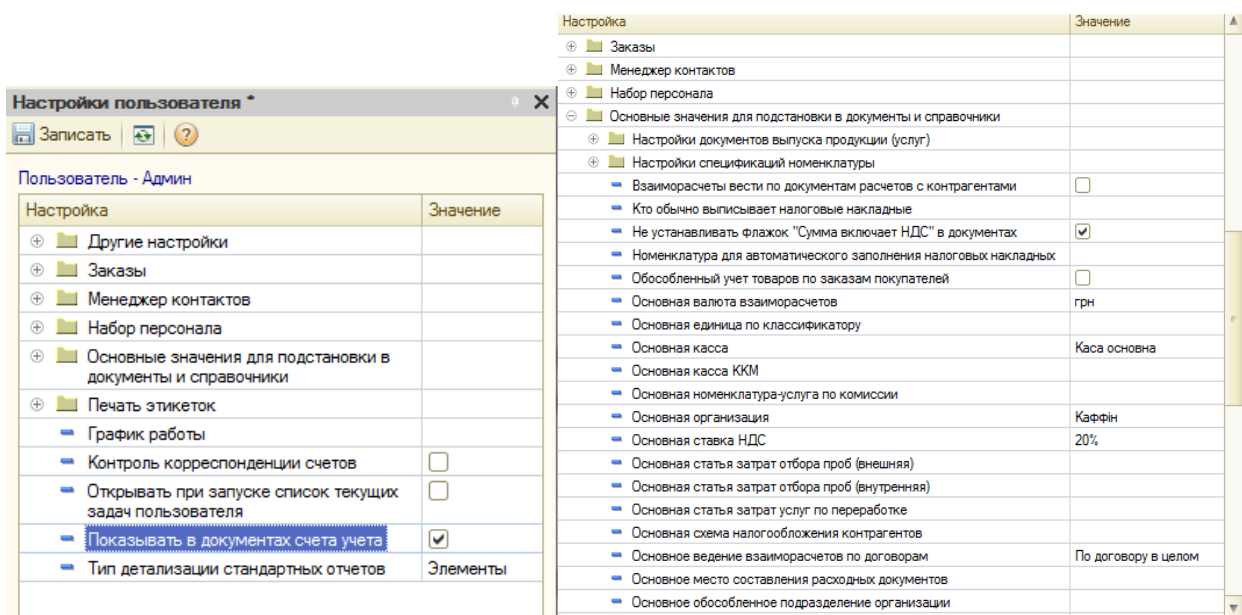 Настройки пользователя *
Записать
Пользователь - Админ
Настройка Значение
Другие настройки
Заказы
Менеджер контактов
Набор персонала
Основные значения для подстановки в
документы и справочники
Печать этикеток
График работы
Контроль корреспонденции счетов
Открывать при запуске список текущих
задач пользователя
Показывать в документах счета учета
Тип детализации стандартных отчетов Элементы
Настройка Значение
Заказы
Менеджер контактов
Набор персонала
Основные значения для подстановки в документы и справочники
Настройки документов выпуска продукции (услуг)
Настройки спецификаций номенклатуры
Взаиморасчеты вести по документам расчетов с контрагентами
Кто обычно выписывает налоговые накладные
Не устанавливать флажок "Сумма включает НДС" в документах
Номенклатура для автоматического заполнения налоговых накладных
Обособленный учет товаров по заказам покупателей
Основная валюта взаиморасчетов грн
Основная единица по классификатору
Основная касса Каса основна
Основная касса ККМ
Основная номенклатура-услуга по комиссии
Основная организация Каффін
Основная ставка НДС 20%
Основная статья затрат отбора проб (внешняя)
Основная статья затрат отбора проб (внутренняя)
Основная статья затрат услуг по переработке
Основная схема налогообложения контрагентов
Основное ведение взаиморасчетов по договорам По договору в целом
Основное место составления расходных документов
Основное обособленное подразделение организации